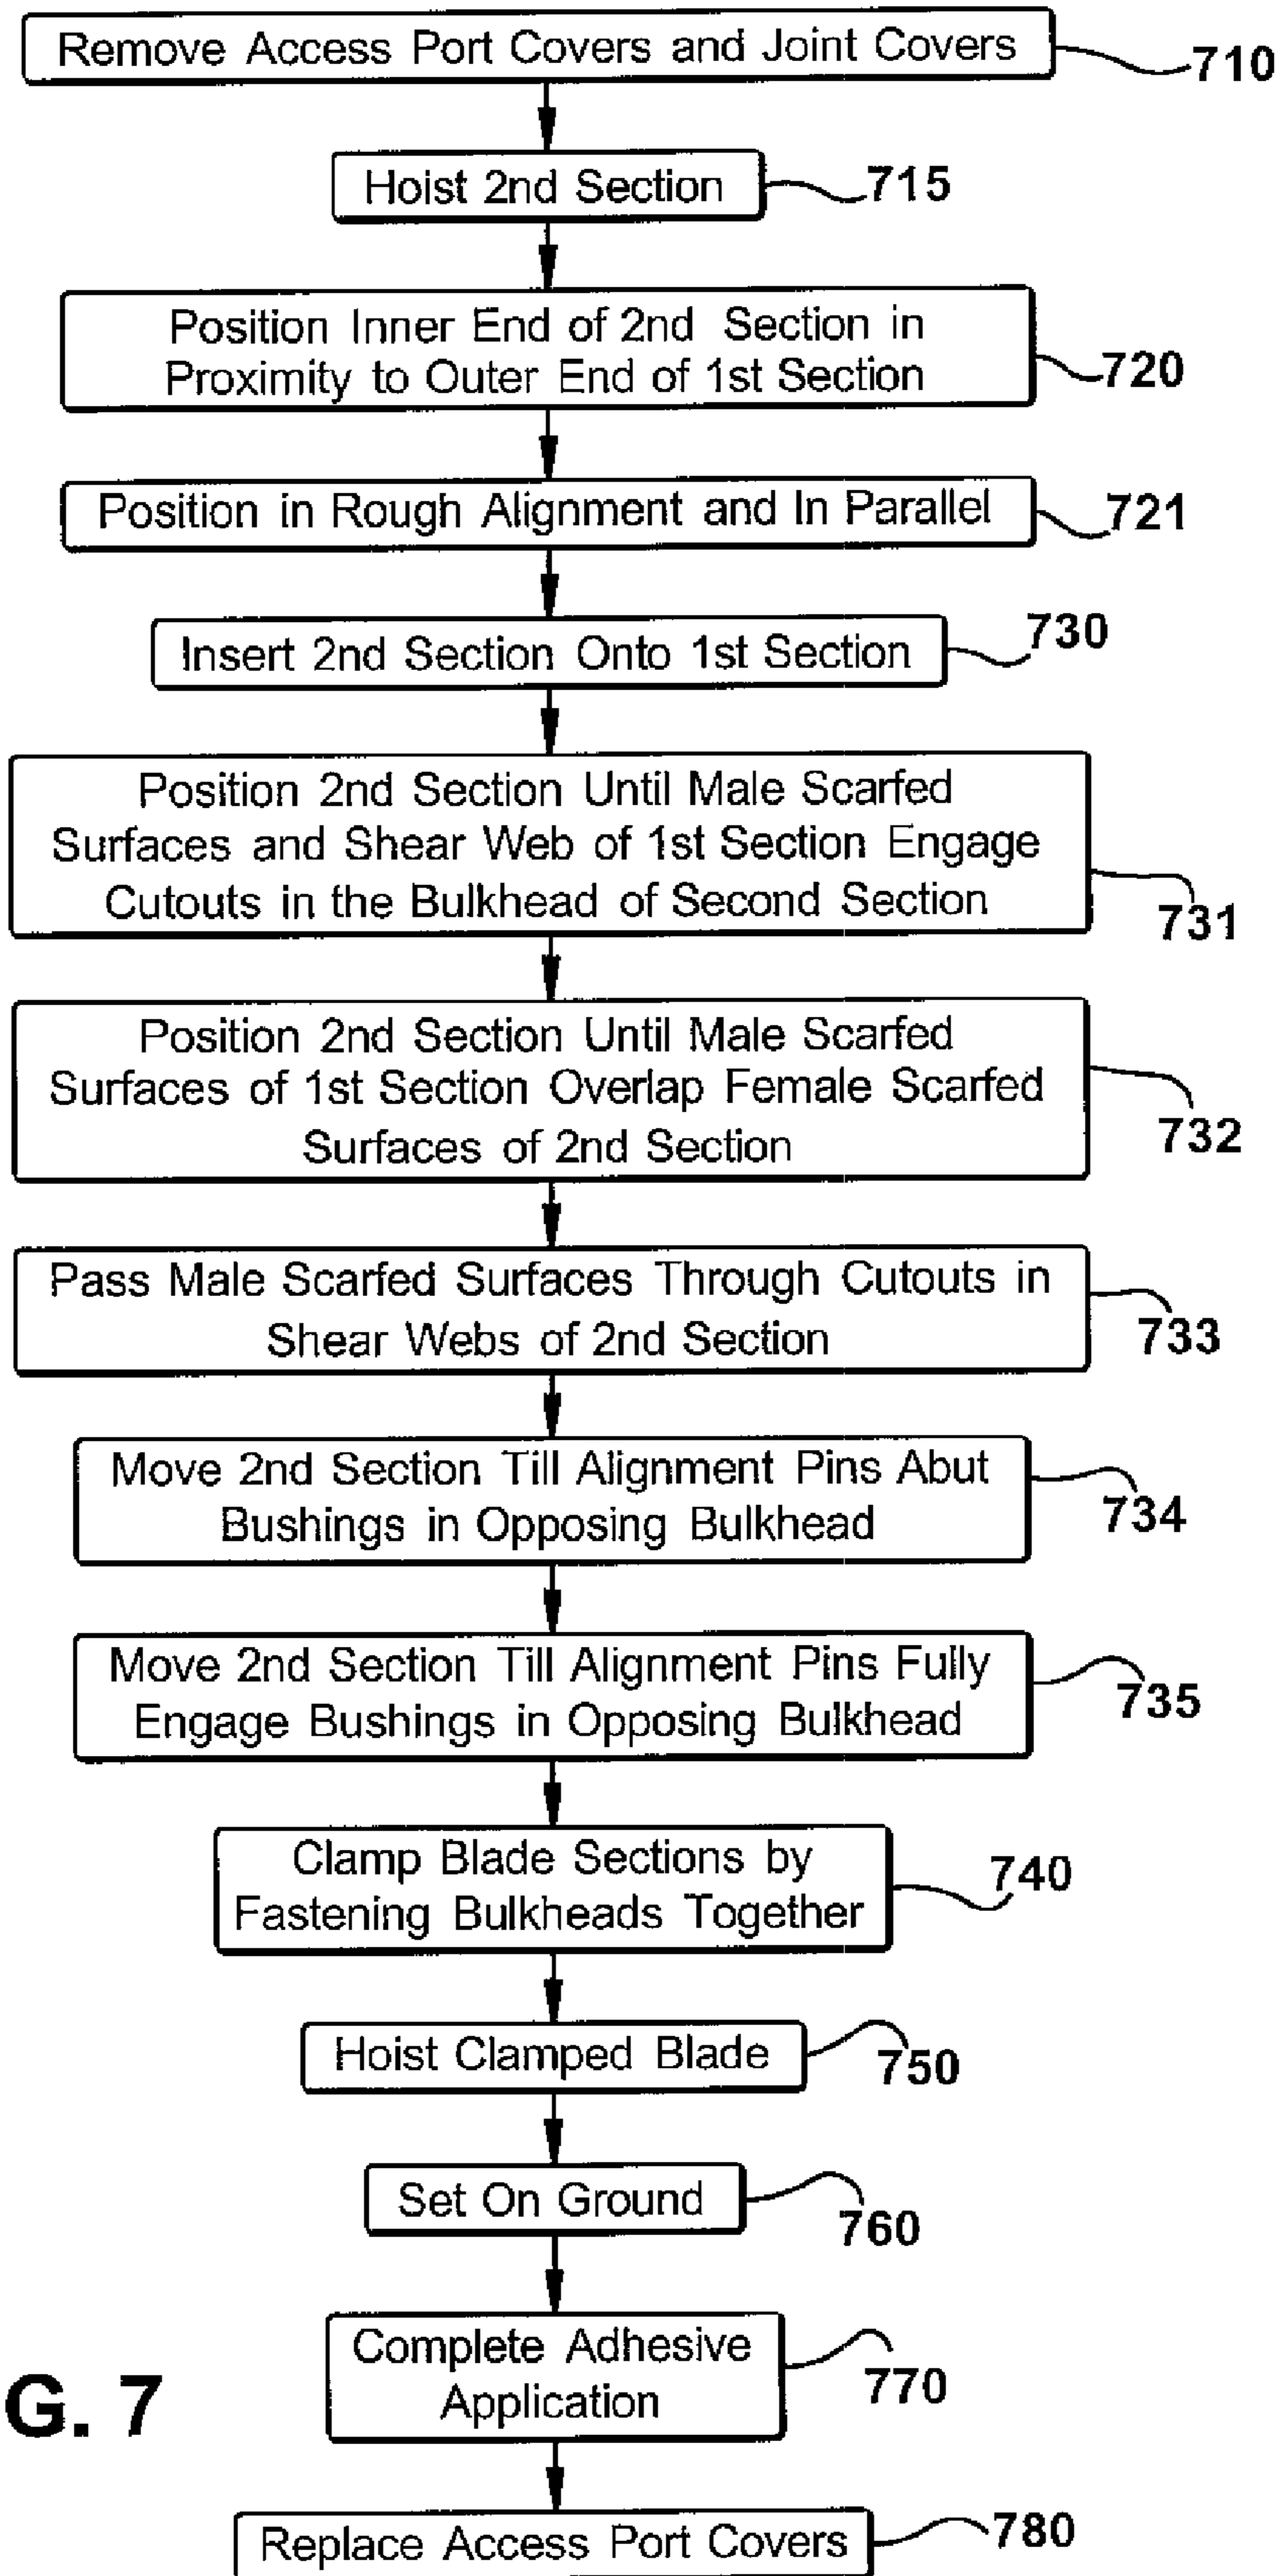 Remove Access Port Covers and Joint Covers
710
Hoist 2nd Section
715
Position Inner End of 2nd Section in
Proximity to Outer End of 1st Section
720
Position in Rough Alignment and In Parallel
721
Insert 2nd Section Onto 1st Section
730
Position 2nd Section Until Male Scarfed
Surfaces and Shear Web of 1st Section Engage
Cutouts in the Bulkhead of Second Section
731
Position 2nd Section Until Male Scarfed
Surfaces of 1st Section Overlap Female Scarfed
Surfaces of 2nd Section
732
Pass Male Scarfed Surfaces Through Cutouts in
Shear Webs of 2nd Section
733
Move 2nd Section Till Alignment Pins Abut
Bushings in Opposing Bulkhead
734
Move 2nd Section Till Alignment Pins Fully
Engage Bushings in Opposing Bulkhead
735
Clamp Blade Sections by
Fastening Bulkheads Together
740
Hoist Clamped Blade
750
Set On Ground
760
Complete Adhesive
Application
770
G. 7
Replace Access Port Covers
780